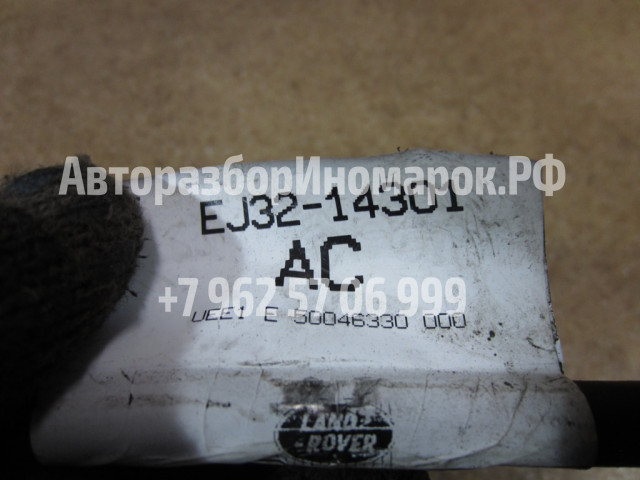 АвторазборИномарок.РФ
EJ32-14301
AC
+7 962 57 06 999
UEE1 E 50046330 000
LAND
ROVER